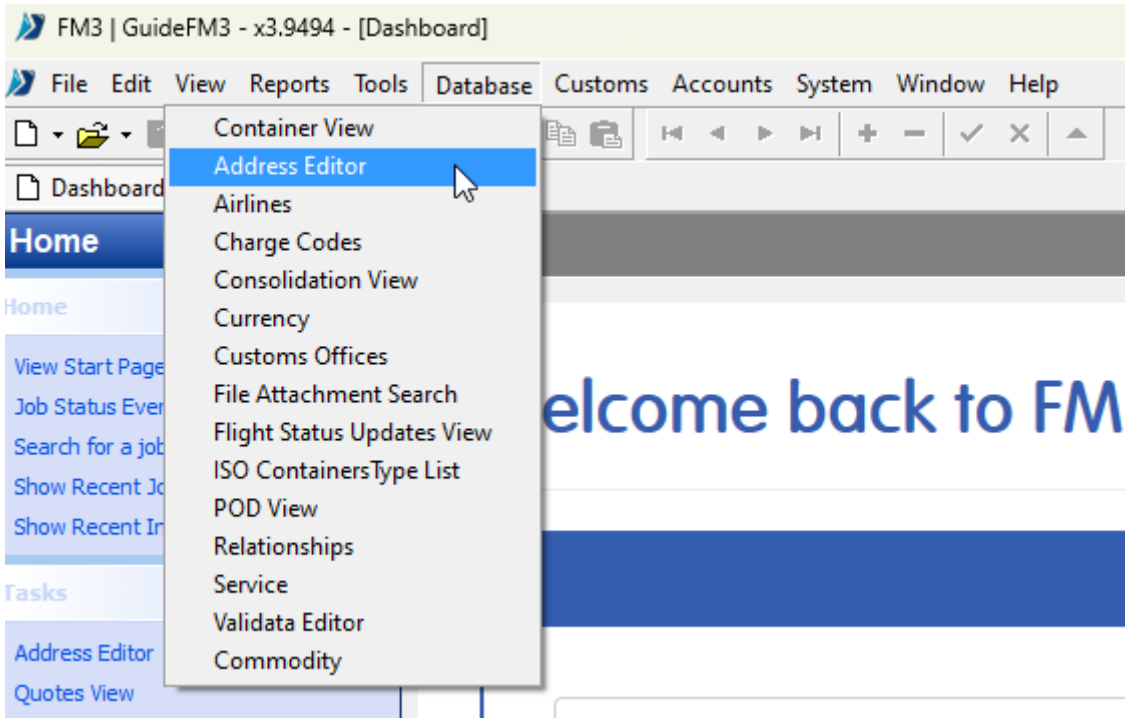 FM3 | GuideFM3 - x3.9494 - [Dashboard]
File Edit View Reports Tools Database Customs Accounts System Window Help
Container View
Address Editor
Dashboard
Airlines
Home
Charge Codes
Consolidation View
Home
Currency
Customs Offices
View Start Page
File Attachment Search
Job Status Ever
Flight Status Updates View
Search for a job
ISO ContainersType List
Show Recent Jo
POD View
Show Recent In
Relationships
Service
Tasks
Validata Editor
Address Editor
Commodity
Quotes View
elcome back to FM